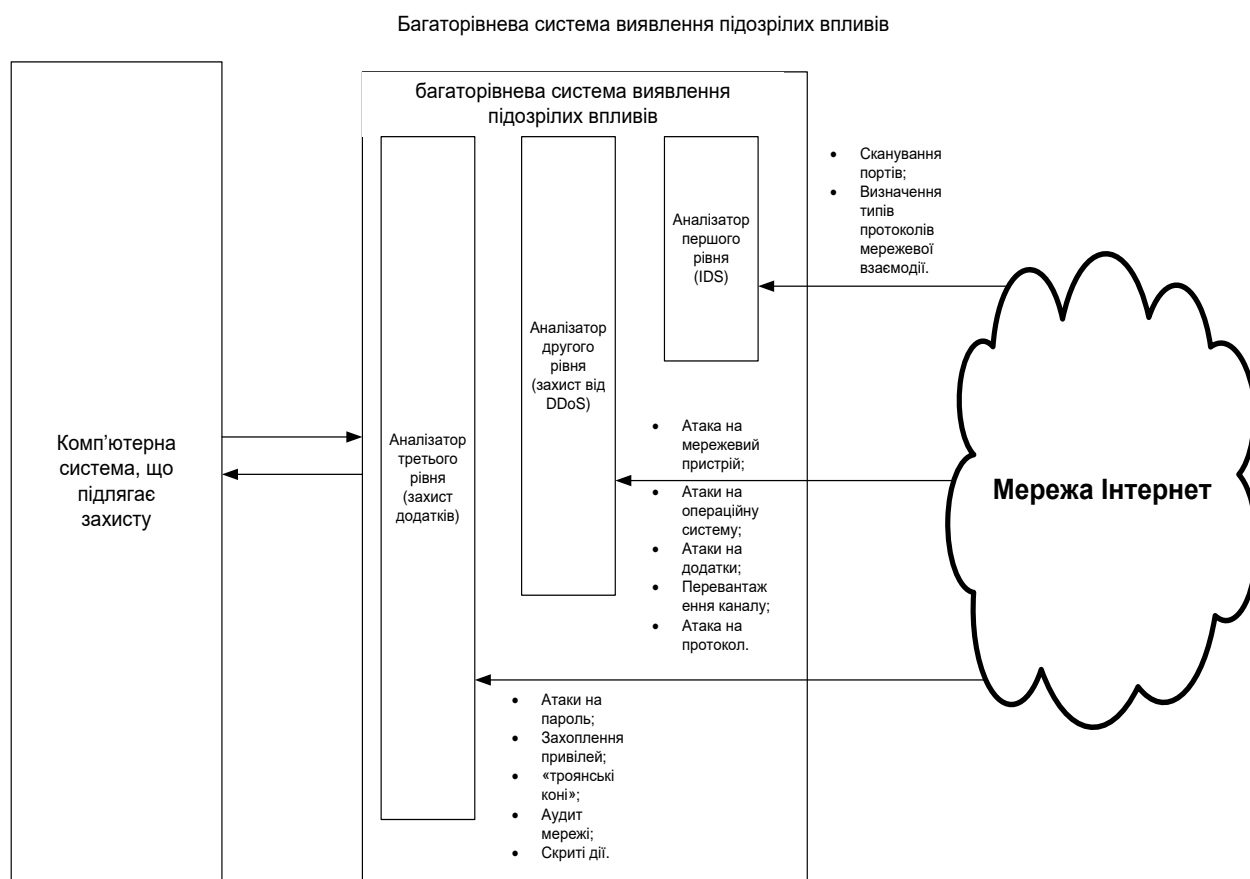 Багаторівнева система виявлення підозрілих впливів
багаторівнева система виявлення
підозрілих впливів
Комп’ютерна
система, що
підлягає
захисту
Аналізатор
третього
рівня
(захист
додатків)
Аналізатор
другого
рівня
(захист від
DDoS)
Аналізатор
першого
рівня
(IDS)
• Сканування
портів;
• Визначення
типів
протоколів
мережевої
взаємодії.
• Атака на
мережевий
пристрій;
• Атаки на
операційну
систему;
• Атаки на
додатки;
• Перевантаж
ення каналу;
• Атака на
протокол.
• Атаки на
пароль;
• Захоплення
привілей;
• «троянські
коні»;
• Аудит
мережі;
• Скриті дії.
Мережа Інтернет